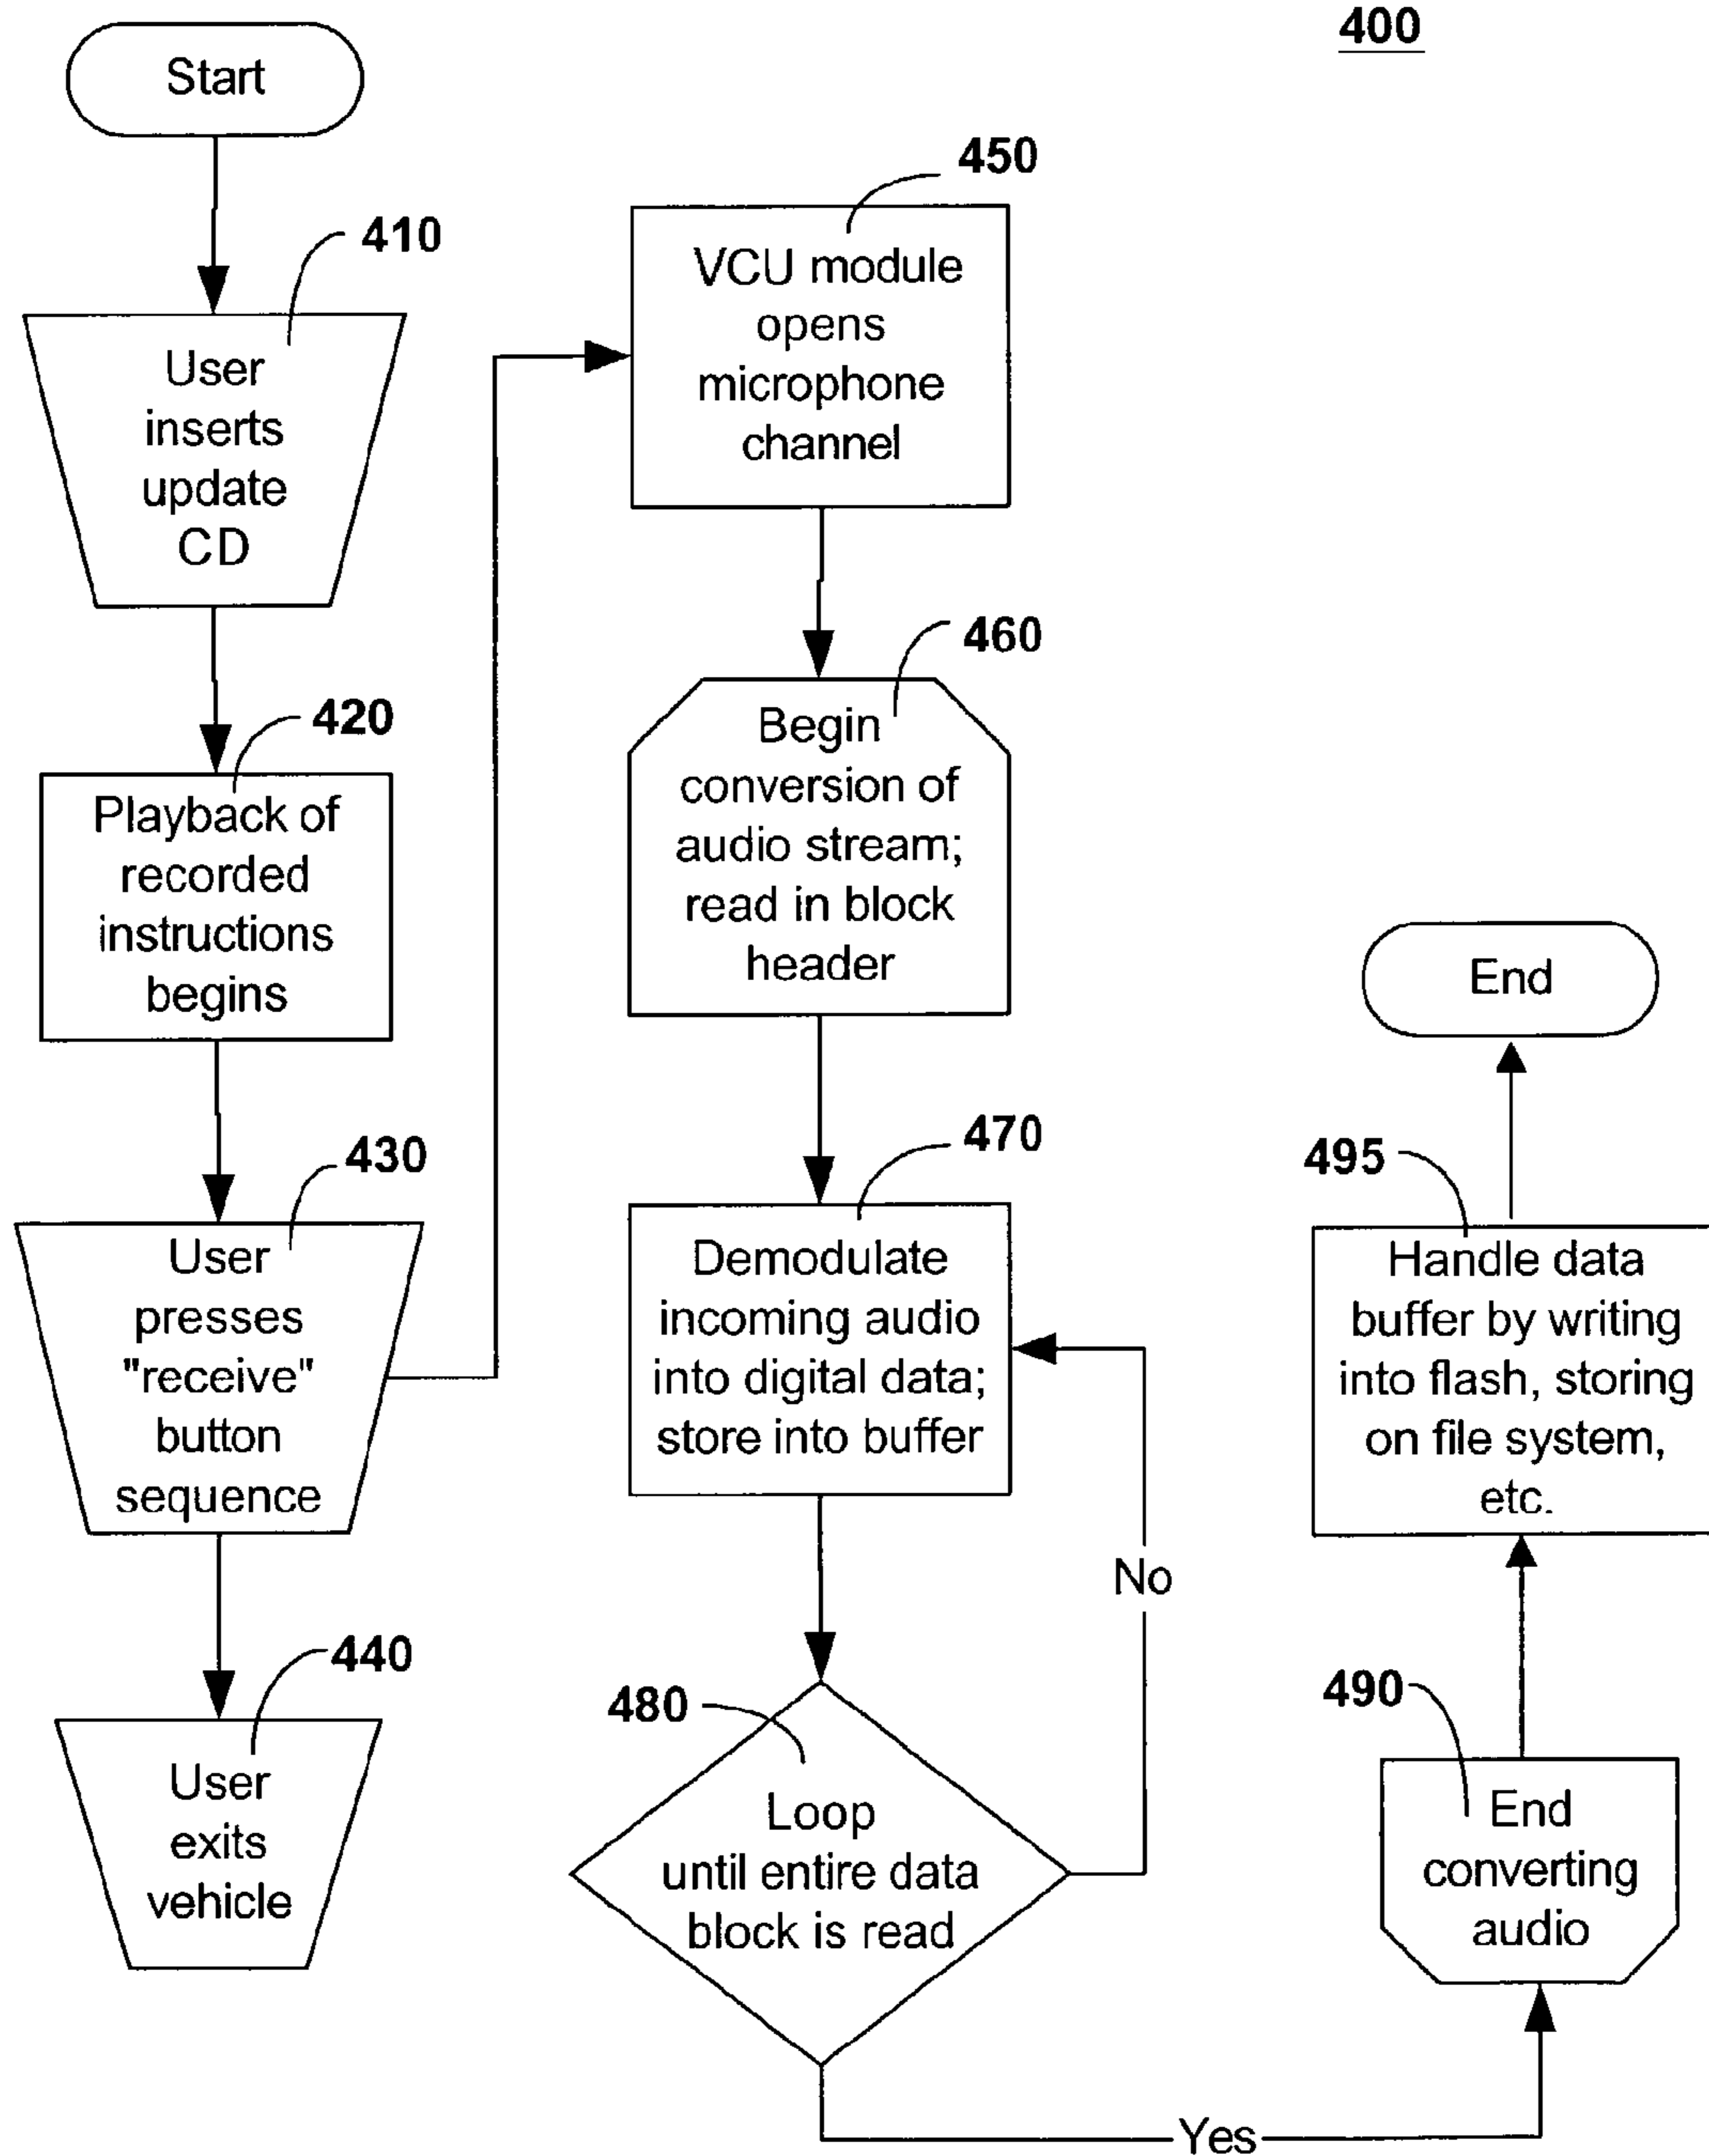 400
Start
410
User
inserts
update
CD
420
Playback of
recorded
instructions
begins
430
User
presses
"receive"
button
sequence
440
User
exits
vehicle
450
VCU module
opens
microphone
channel
460
Begin
conversion of
audio stream;
read in block
header
470
Demodulate
incoming audio
into digital data;
store into buffer
480
Loop
until entire data
block is read
No
Yes
490
End
converting
audio
495
Handle data
buffer by writing
into flash, storing
on file system,
etc.
End